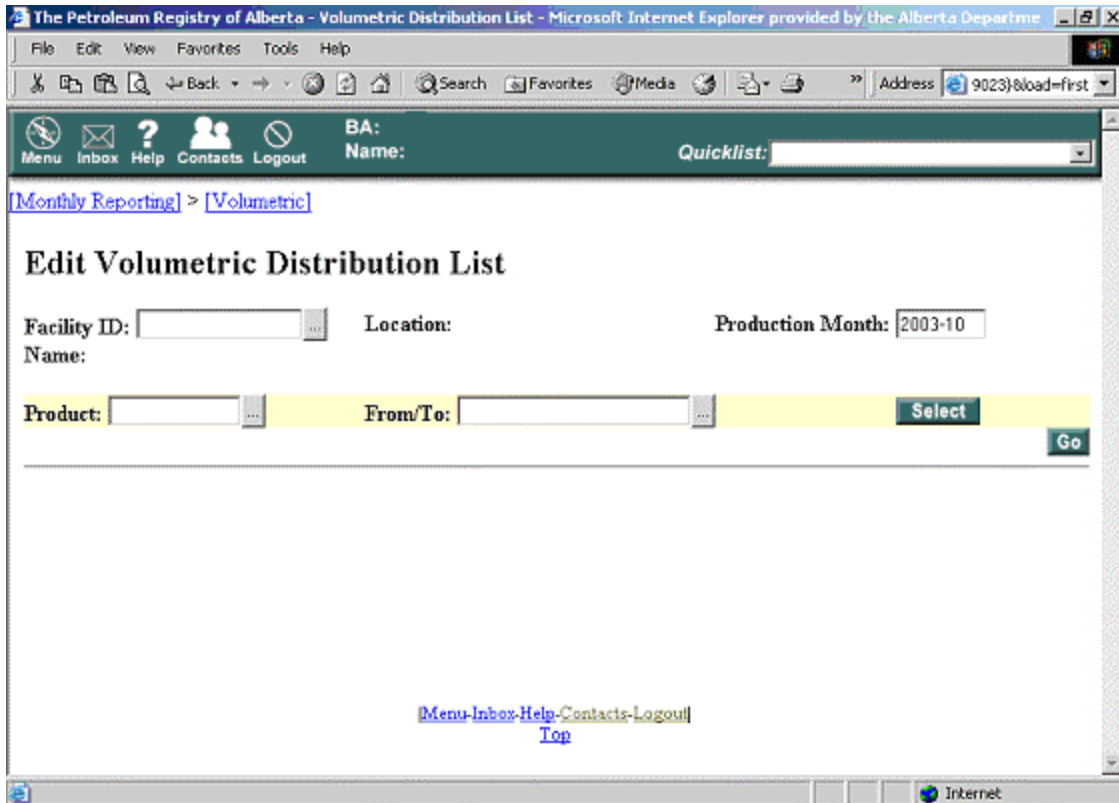 The Petroleum Registry of Alberta - Volumetric Distribution List - Microsoft Internet Explorer provided by the Alberta Departme
File Edit View Favorites Tools Help
Back Search Favorites Media » Address 9023}&load=first
Menu Inbox Help Contacts Logout
BA:
Name:
Quicklist:
[Monthly Reporting] > [Volumetric]
Edit Volumetric Distribution List
Facility ID: ... Location: Production Month: 2003-10
Name:
Product: ... From/To: ... Select
Go
[Menu-Inbox-Help-Contacts-Logout]
Top
Internet